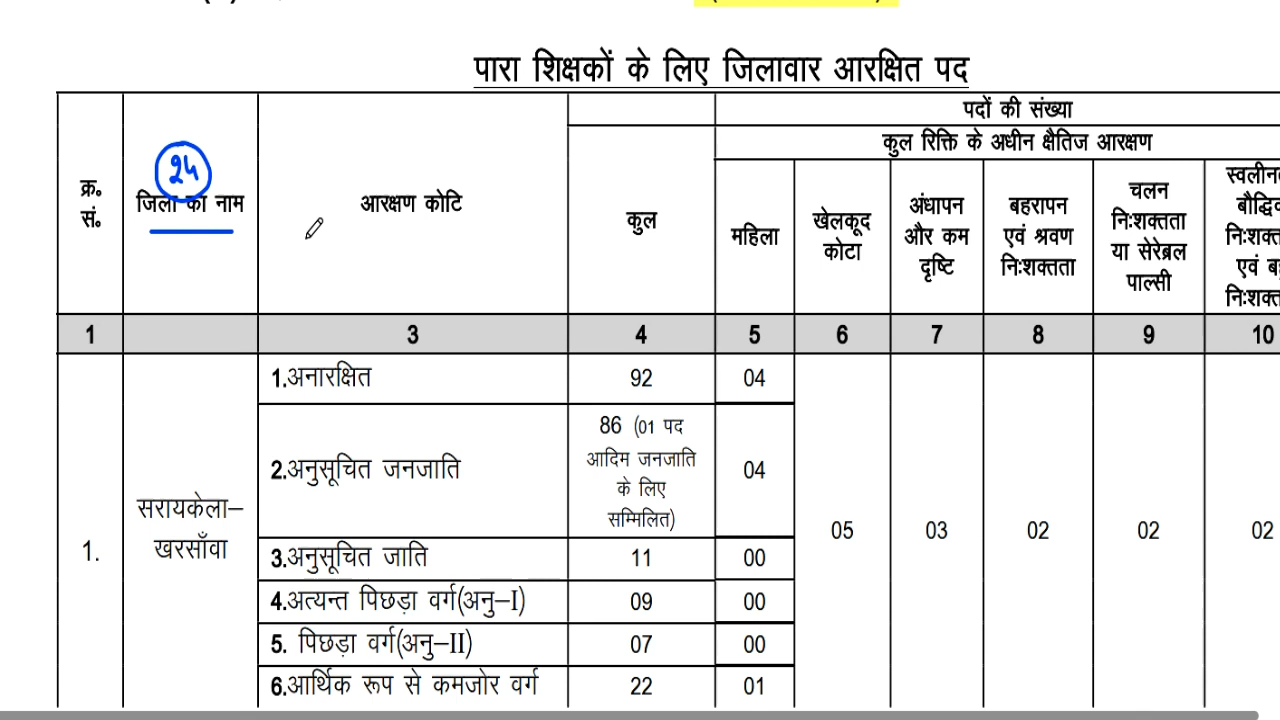 पारा शिक्षकों के लिए जिलावार आरक्षित पद
क्र॰ सं॰
24
जिला का नाम
आरक्षण कोटि
पदों की संख्या
कुल रिक्ति के अधीन क्षैतिज आरक्षण
कुल
महिला
खेलकूद कोटा
अंधापन और कम दृष्टि
बहरापन एवं श्रवण निःशक्तता
चलन निःशक्तता या सेरेब्रल पाल्सी
एवं
1 3 4 5 6 7 8 9 10
1. सरायकेला–खरसाँवा
1.अनारक्षित 92 04
2.अनुसूचित जनजाति 86 (01 पद आदिम जनजाति के लिए सम्मिलित) 04
05 03 02 02 02
3.अनुसूचित जाति 11 00
4.अत्यन्त पिछड़ा वर्ग(अनु–I) 09 00
5. पिछड़ा वर्ग(अनु–II) 07 00
6.आर्थिक रूप से कमजोर वर्ग 22 01